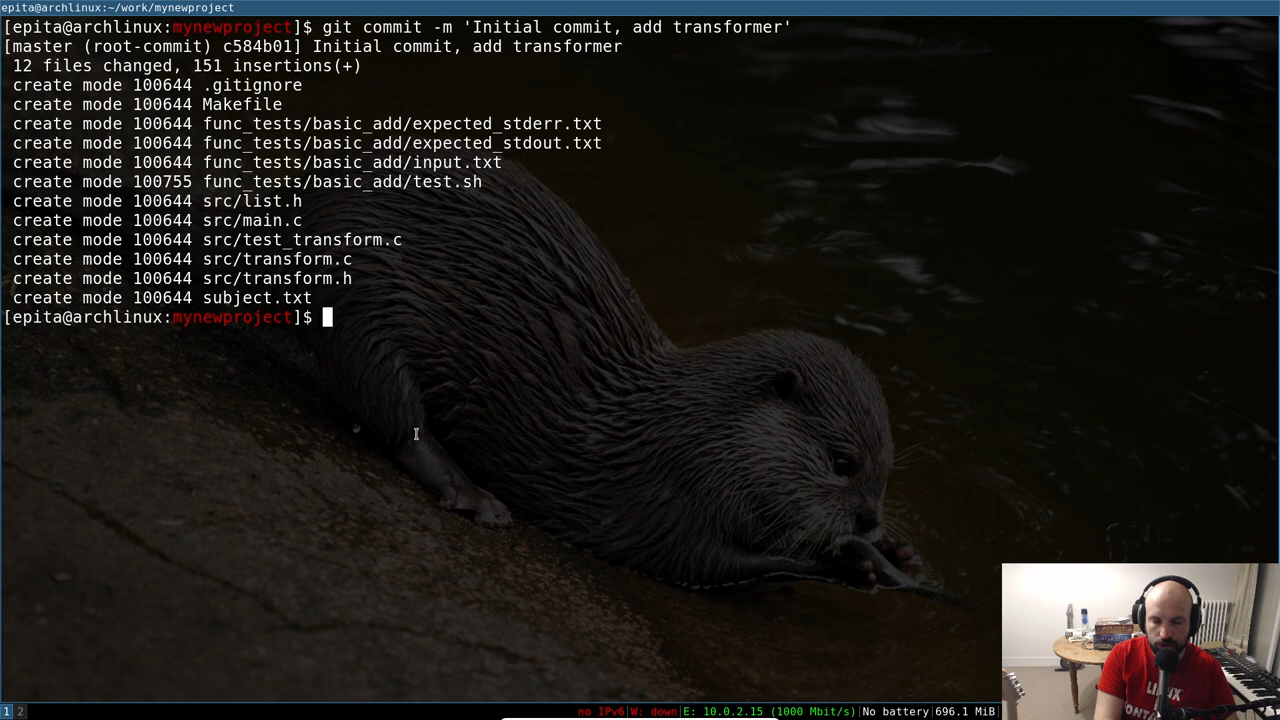 epita@archlinux:~/work/mynewproject
[epita@archlinux:mynewproject]$ git commit -m 'Initial commit, add transformer'
[master (root-commit) c584b01] Initial commit, add transformer
 12 files changed, 151 insertions(+)
 create mode 100644 .gitignore
 create mode 100644 Makefile
 create mode 100644 func_tests/basic_add/expected_stderr.txt
 create mode 100644 func_tests/basic_add/expected_stdout.txt
 create mode 100644 func_tests/basic_add/input.txt
 create mode 100755 func_tests/basic_add/test.sh
 create mode 100644 src/list.h
 create mode 100644 src/main.c
 create mode 100644 src/test_transform.c
 create mode 100644 src/transform.c
 create mode 100644 src/transform.h
 create mode 100644 subject.txt
[epita@archlinux:mynewproject]$
LINUX
1 2
no IPv6|W: down|E: 10.0.2.15 (1000 Mbit/s)|No battery|696.1 MiB